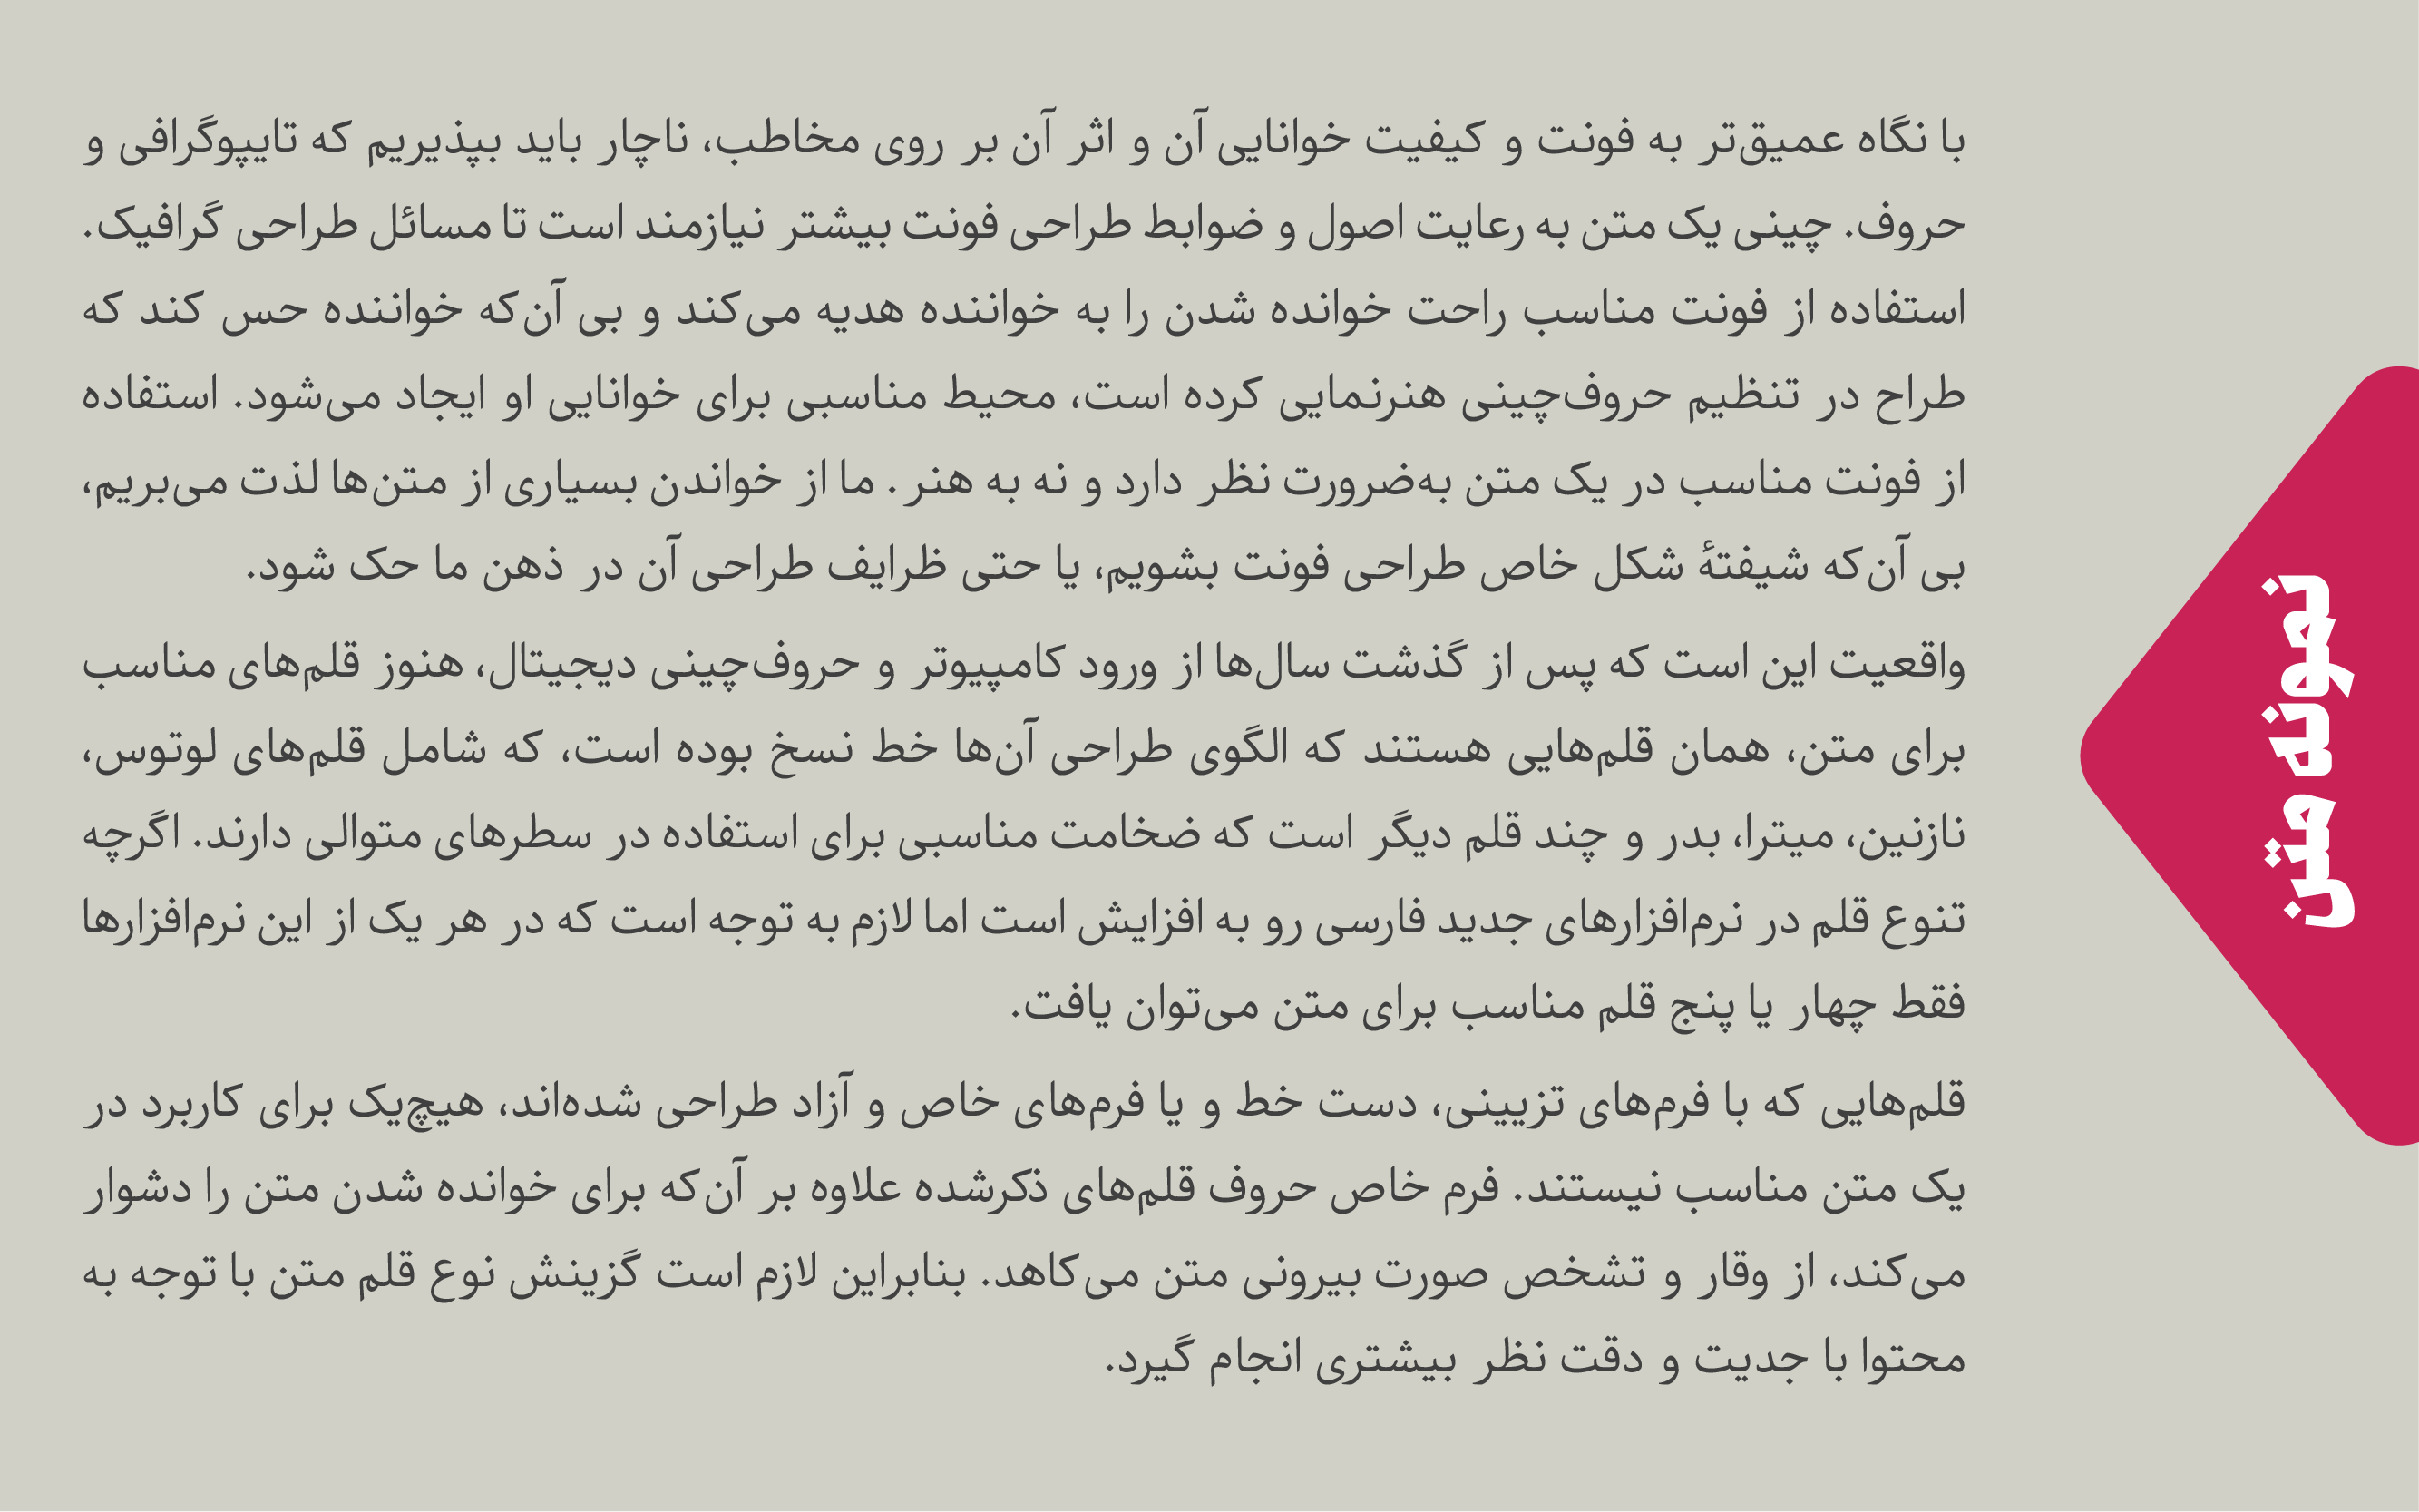 نمونه متن
با نگاه عمیق‌تر به فونت و کیفیت خوانایی آن و اثر آن بر روی مخاطب، ناچار باید بپذیریم که تایپوگرافی و
حروف. چینی یک متن به رعایت اصول و ضوابط طراحی فونت بیشتر نیازمند است تا مسائل طراحی گرافیک.
استفاده از فونت مناسب راحت خوانده شدن را به خواننده هدیه می‌کند و بی آن‌که خواننده حس کند که
طراح در تنظیم حروف‌چینی هنرنمایی کرده است، محیط مناسبی برای خوانایی او ایجاد می‌شود. استفاده
از فونت مناسب در یک متن به‌ضرورت نظر دارد و نه به هنر. ما از خواندن بسیاری از متن‌ها لذت می‌بریم،
بی آن‌که شیفتهٔ شکل خاص طراحی فونت بشویم، یا حتی ظرایف طراحی آن در ذهن ما حک شود.
واقعیت این است که پس از گذشت سال‌ها از ورود کامپیوتر و حروف‌چینی دیجیتال، هنوز قلم‌های مناسب
برای متن، همان قلم‌هایی هستند که الگوی طراحی آن‌ها خط نسخ بوده است، که شامل قلم‌های لوتوس،
نازنین، میترا، بدر و چند قلم دیگر است که ضخامت مناسبی برای استفاده در سطرهای متوالی دارند. اگرچه
تنوع قلم در نرم‌افزارهای جدید فارسی رو به افزایش است اما لازم به توجه است که در هر یک از این نرم‌افزارها
فقط چهار یا پنج قلم مناسب برای متن می‌توان یافت.
قلم‌هایی که با فرم‌های تزیینی، دست خط و یا فرم‌های خاص و آزاد طراحی شده‌اند، هیچ‌یک برای کاربرد در
یک متن مناسب نیستند. فرم خاص حروف قلم‌های ذکرشده علاوه بر آن‌که برای خوانده شدن متن را دشوار
می‌کند، از وقار و تشخص صورت بیرونی متن می‌کاهد. بنابراین لازم است گزینش نوع قلم متن با توجه به
محتوا با جدیت و دقت نظر بیشتری انجام گیرد.